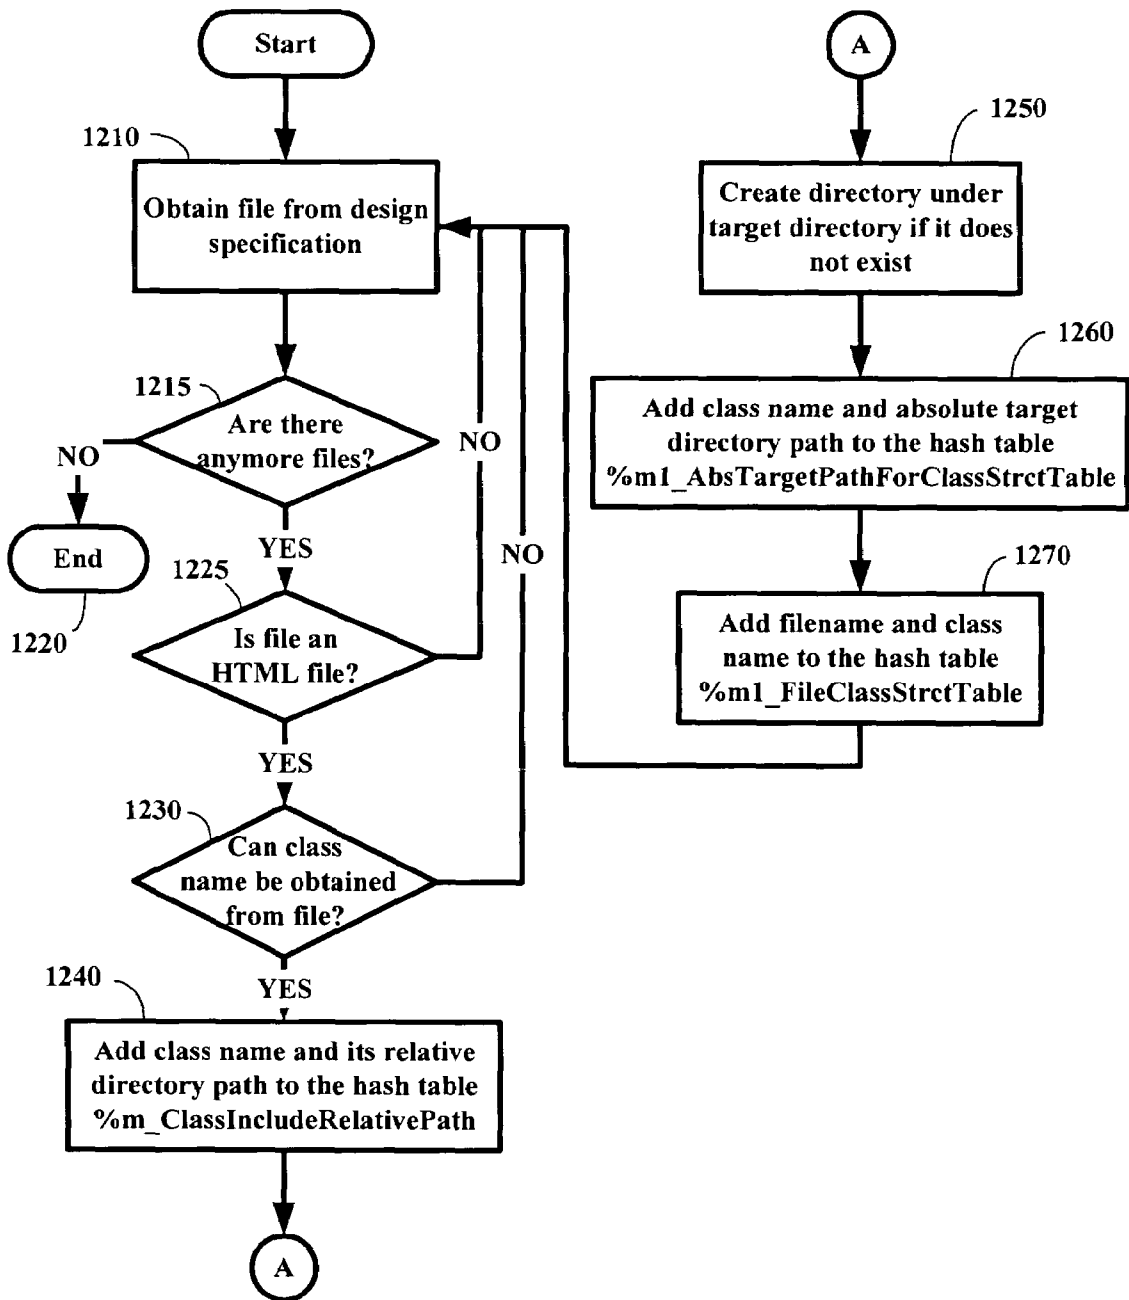 Start
1210
Obtain file from design
specification
1215
Are there
anymore files?
NO
End
1220
YES
1225
Is file an
HTML file?
NO
YES
1230
Can class
name be obtained
from file?
NO
YES
1240
Add class name and its relative
directory path to the hash table
%m_ClassIncludeRelativePath
A
A
1250
Create directory under
target directory if it does
not exist
1260
Add class name and absolute target
directory path to the hash table
%m1_AbsTargetPathForClassStrctTable
1270
Add filename and class
name to the hash table
%m1_FileClassStrctTable